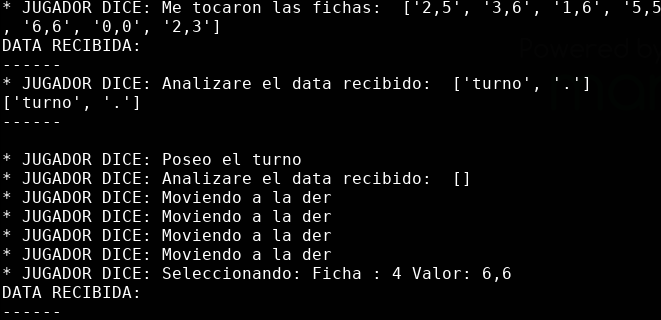 * JUGADOR DICE: Me tocaron las fichas:  ['2,5', '3,6', '1,6', '5,5
, '6,6', '0,0', '2,3']
DATA RECIBIDA:
------
* JUGADOR DICE: Analizare el data recibido:  ['turno', '.']
['turno', '.']
------
* JUGADOR DICE: Poseo el turno
* JUGADOR DICE: Analizare el data recibido:  []
* JUGADOR DICE: Moviendo a la der
* JUGADOR DICE: Moviendo a la der
* JUGADOR DICE: Moviendo a la der
* JUGADOR DICE: Moviendo a la der
* JUGADOR DICE: Seleccionando: Ficha : 4 Valor: 6,6
DATA RECIBIDA:
------
Powered by